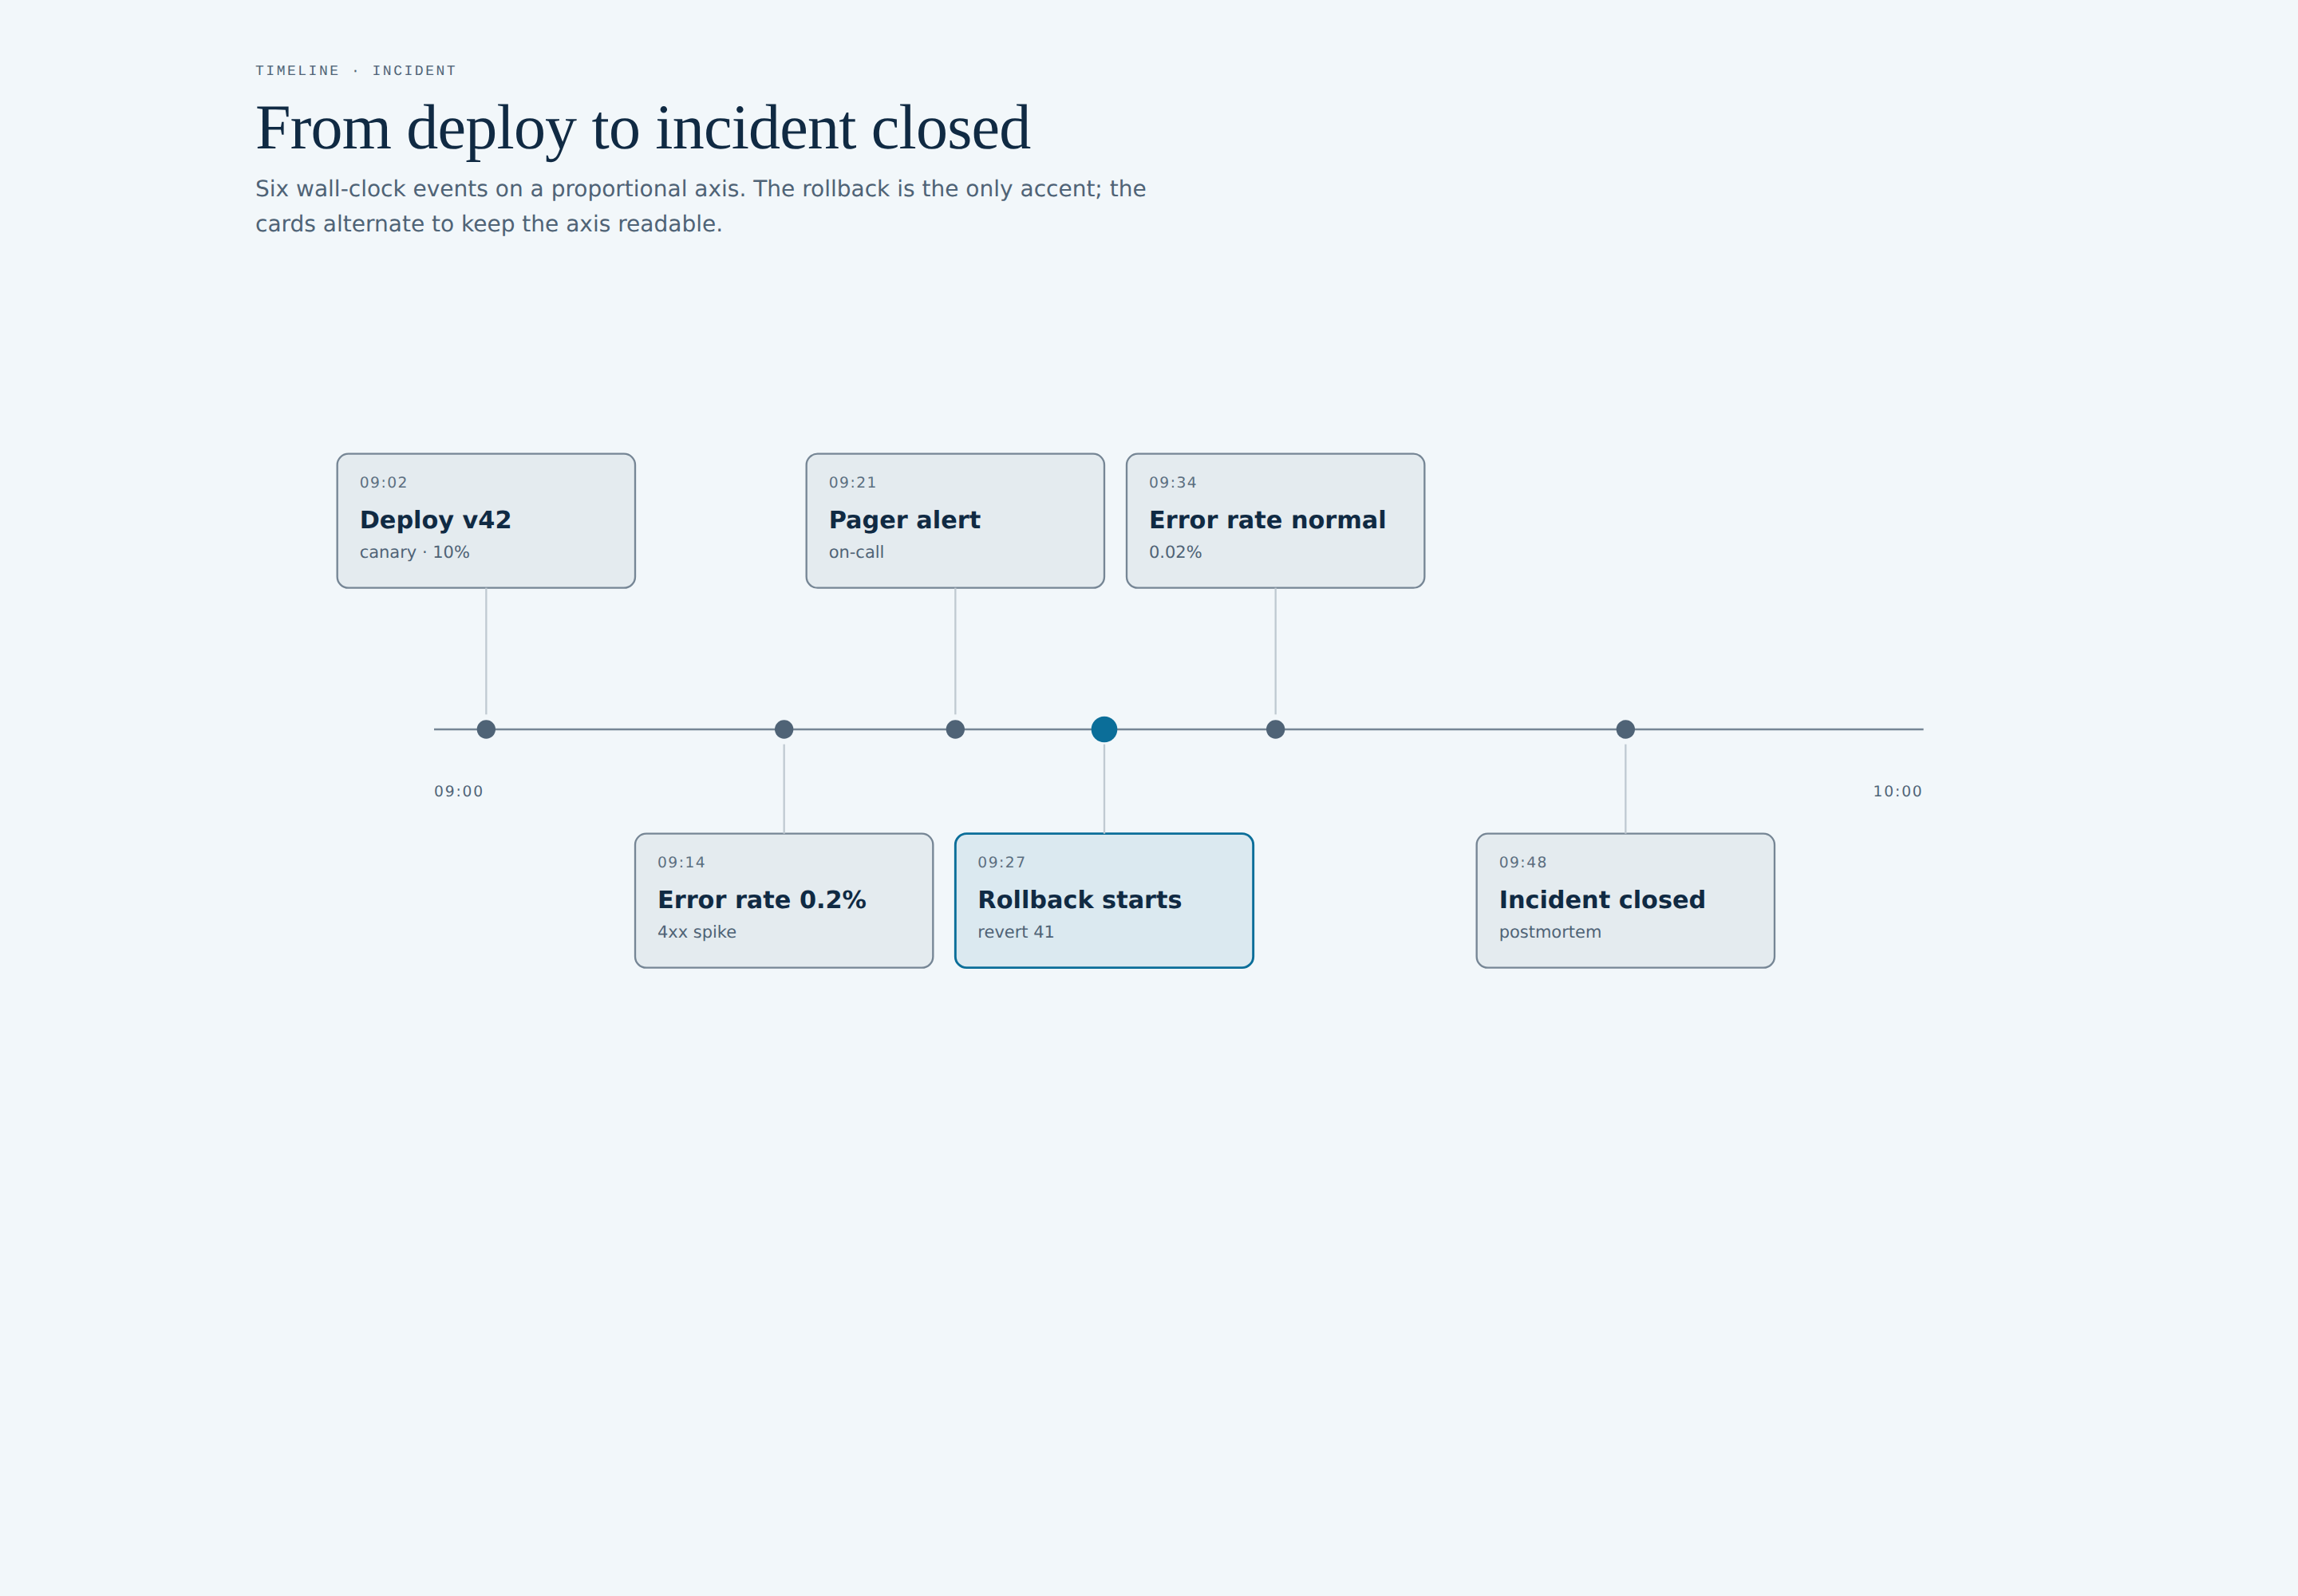 TIMELINE · INCIDENT
From deploy to incident closed
Six wall-clock events on a proportional axis. The rollback is the only accent; the
cards alternate to keep the axis readable.
09:02
Deploy v42
canary · 10%
09:21
Pager alert
on-call
09:34
Error rate normal
0.02%
09:00
10:00
09:14
Error rate 0.2%
4xx spike
09:27
Rollback starts
revert 41
09:48
Incident closed
postmortem